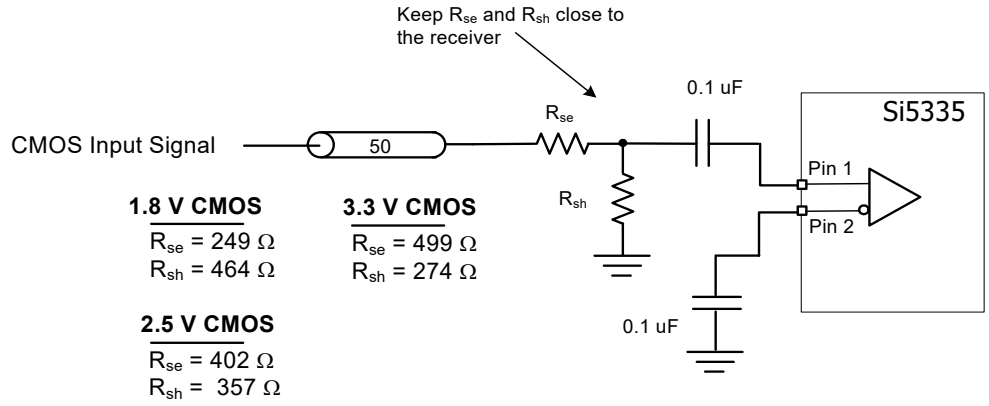 Keep Rse and Rsh close to
the receiver
0.1 uF
Si5335
Rse
CMOS Input Signal
50
Pin 1
Rsh
Pin 2
1.8 V CMOS
Rse = 249 Ω
Rsh = 464 Ω
3.3 V CMOS
Rse = 499 Ω
Rsh = 274 Ω
0.1 uF
2.5 V CMOS
Rse = 402 Ω
Rsh = 357 Ω